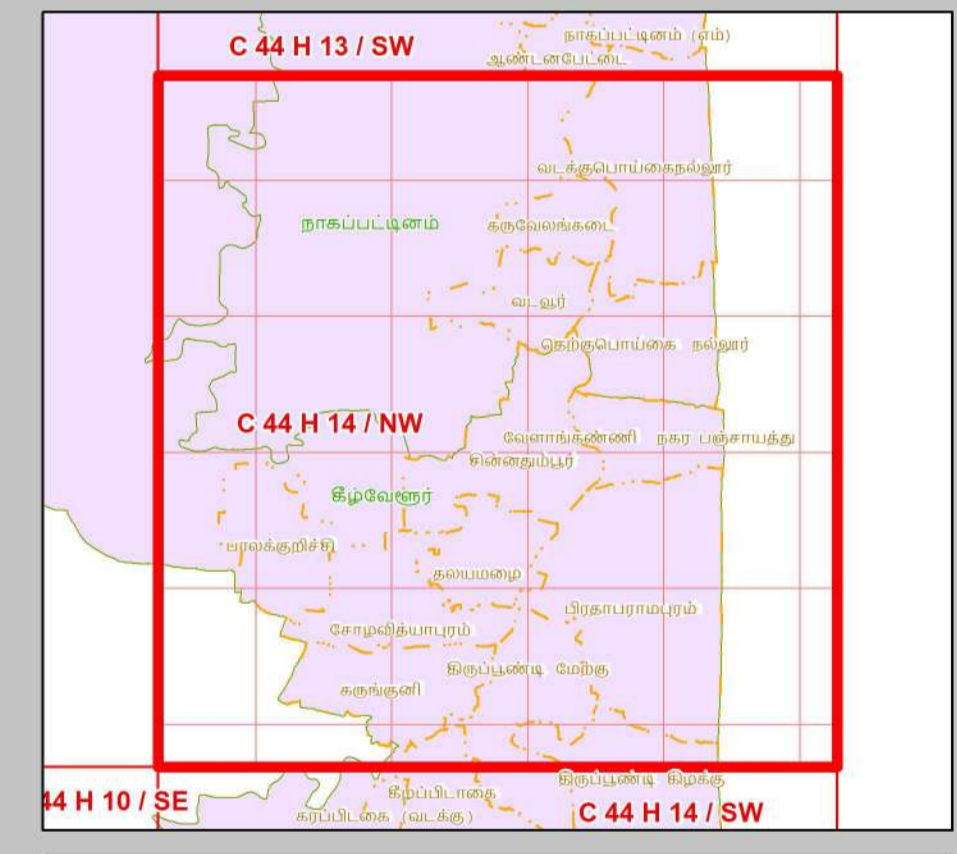 நாகப்பட்டினம் (எம்)
C 44 H 13 / SW
ஆண்டனபேட்டை
வடக்குபொய்கைநல்லூர்
நாகப்பட்டினம்
கருவேலங்கடை
வடவூர்
தெற்குபொய்கை நல்லூர்
C 44 H 14 / NW
வேளாங்கண்ணி நகர பஞ்சாயத்து
சின்னதும்பூர்
கீழ்வேளூர்
பாலக்குறிச்சி
தலயமழை
பிரதாபராமபுரம்
சோழவித்யாபுரம்
திருப்பூண்டி மேற்கு
கருங்குனி
திருப்பூண்டி கிழக்கு
கீழப்பிடாகை
44 H 10 / SE
கரப்பிடகை (வடக்கு)
C 44 H 14 / SW